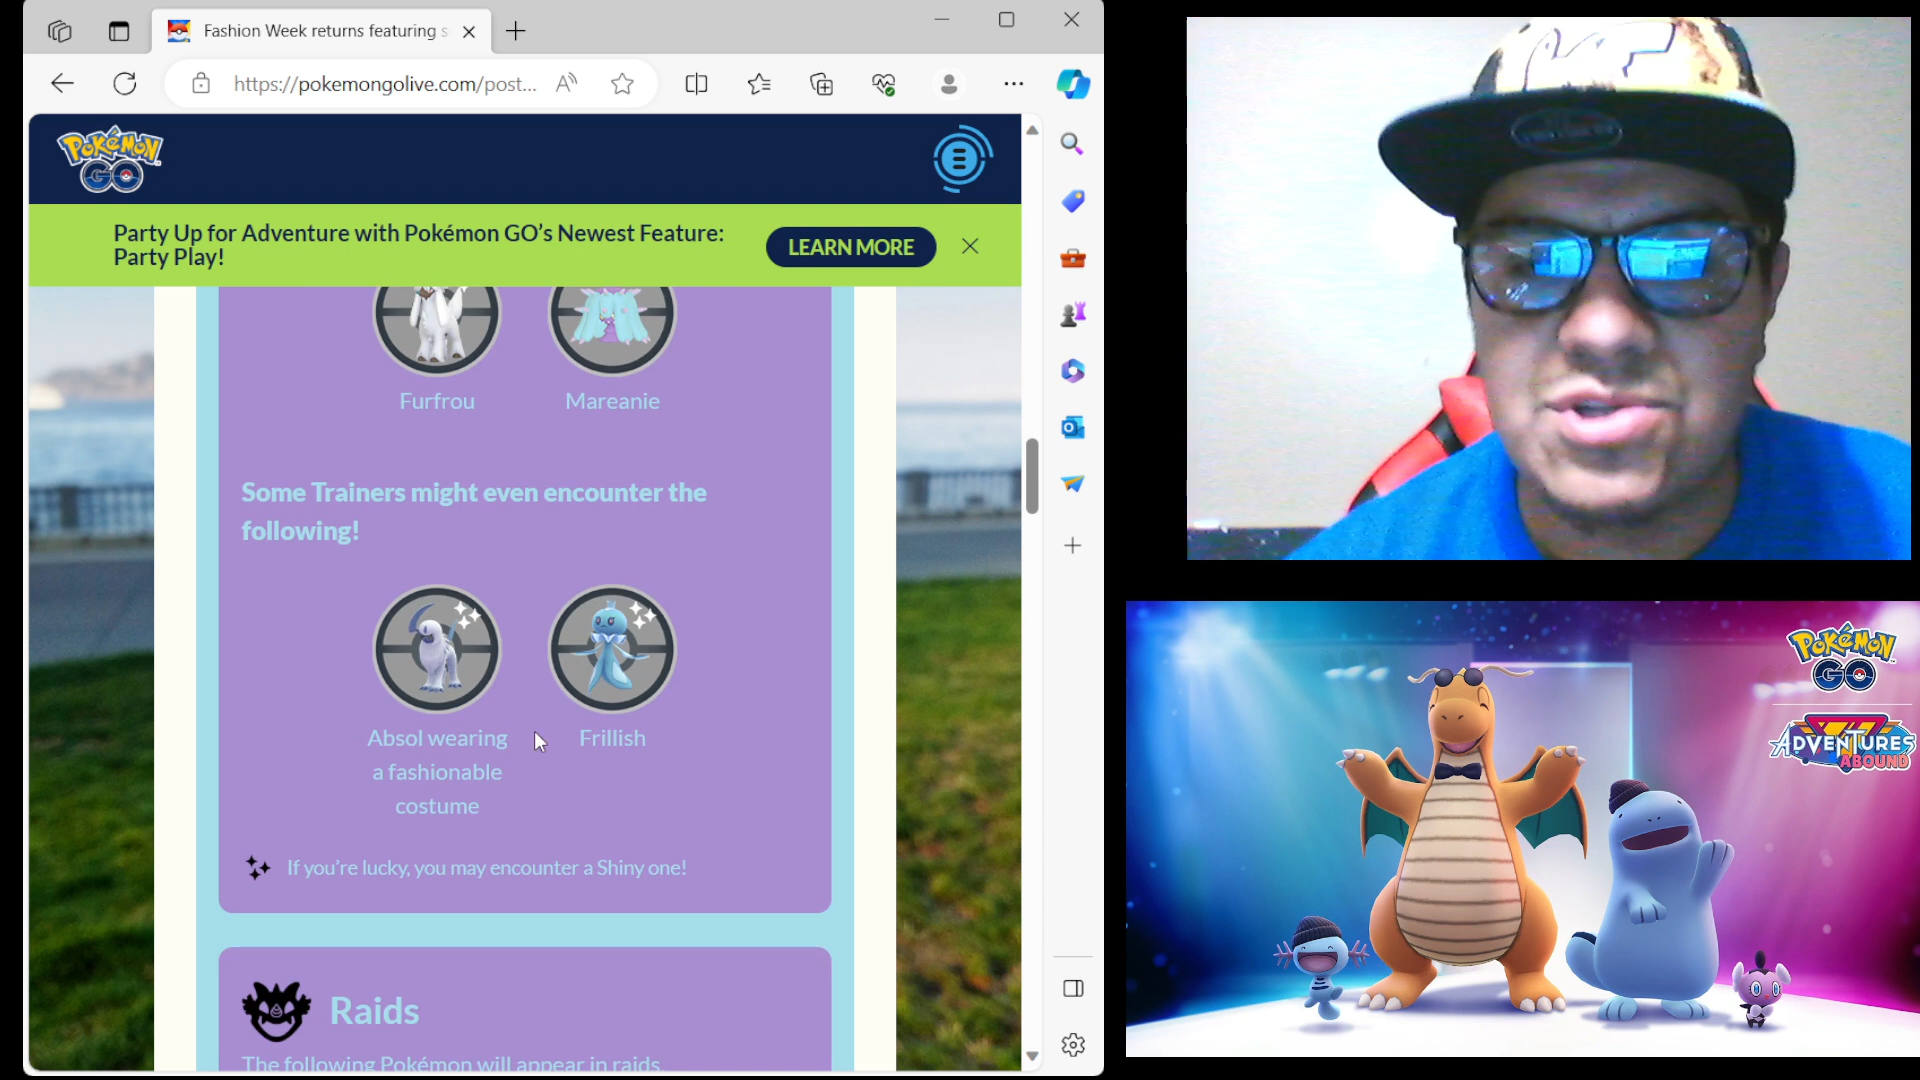 Fashion Week returns featuring s
https://pokemongolive.com/post...
POKÉMON
GO
Party Up for Adventure with Pokémon GO's Newest Feature:
Party Play!
LEARN MORE
Furfrou
Mareanie
Some Trainers might even encounter the
following!
Absol wearing
a fashionable
costume
Frillish
If you're lucky, you may encounter a Shiny one!
Raids
The following Pokémon will appear in raids
POKÉMON
GO
ADVENTURES
ABOUND